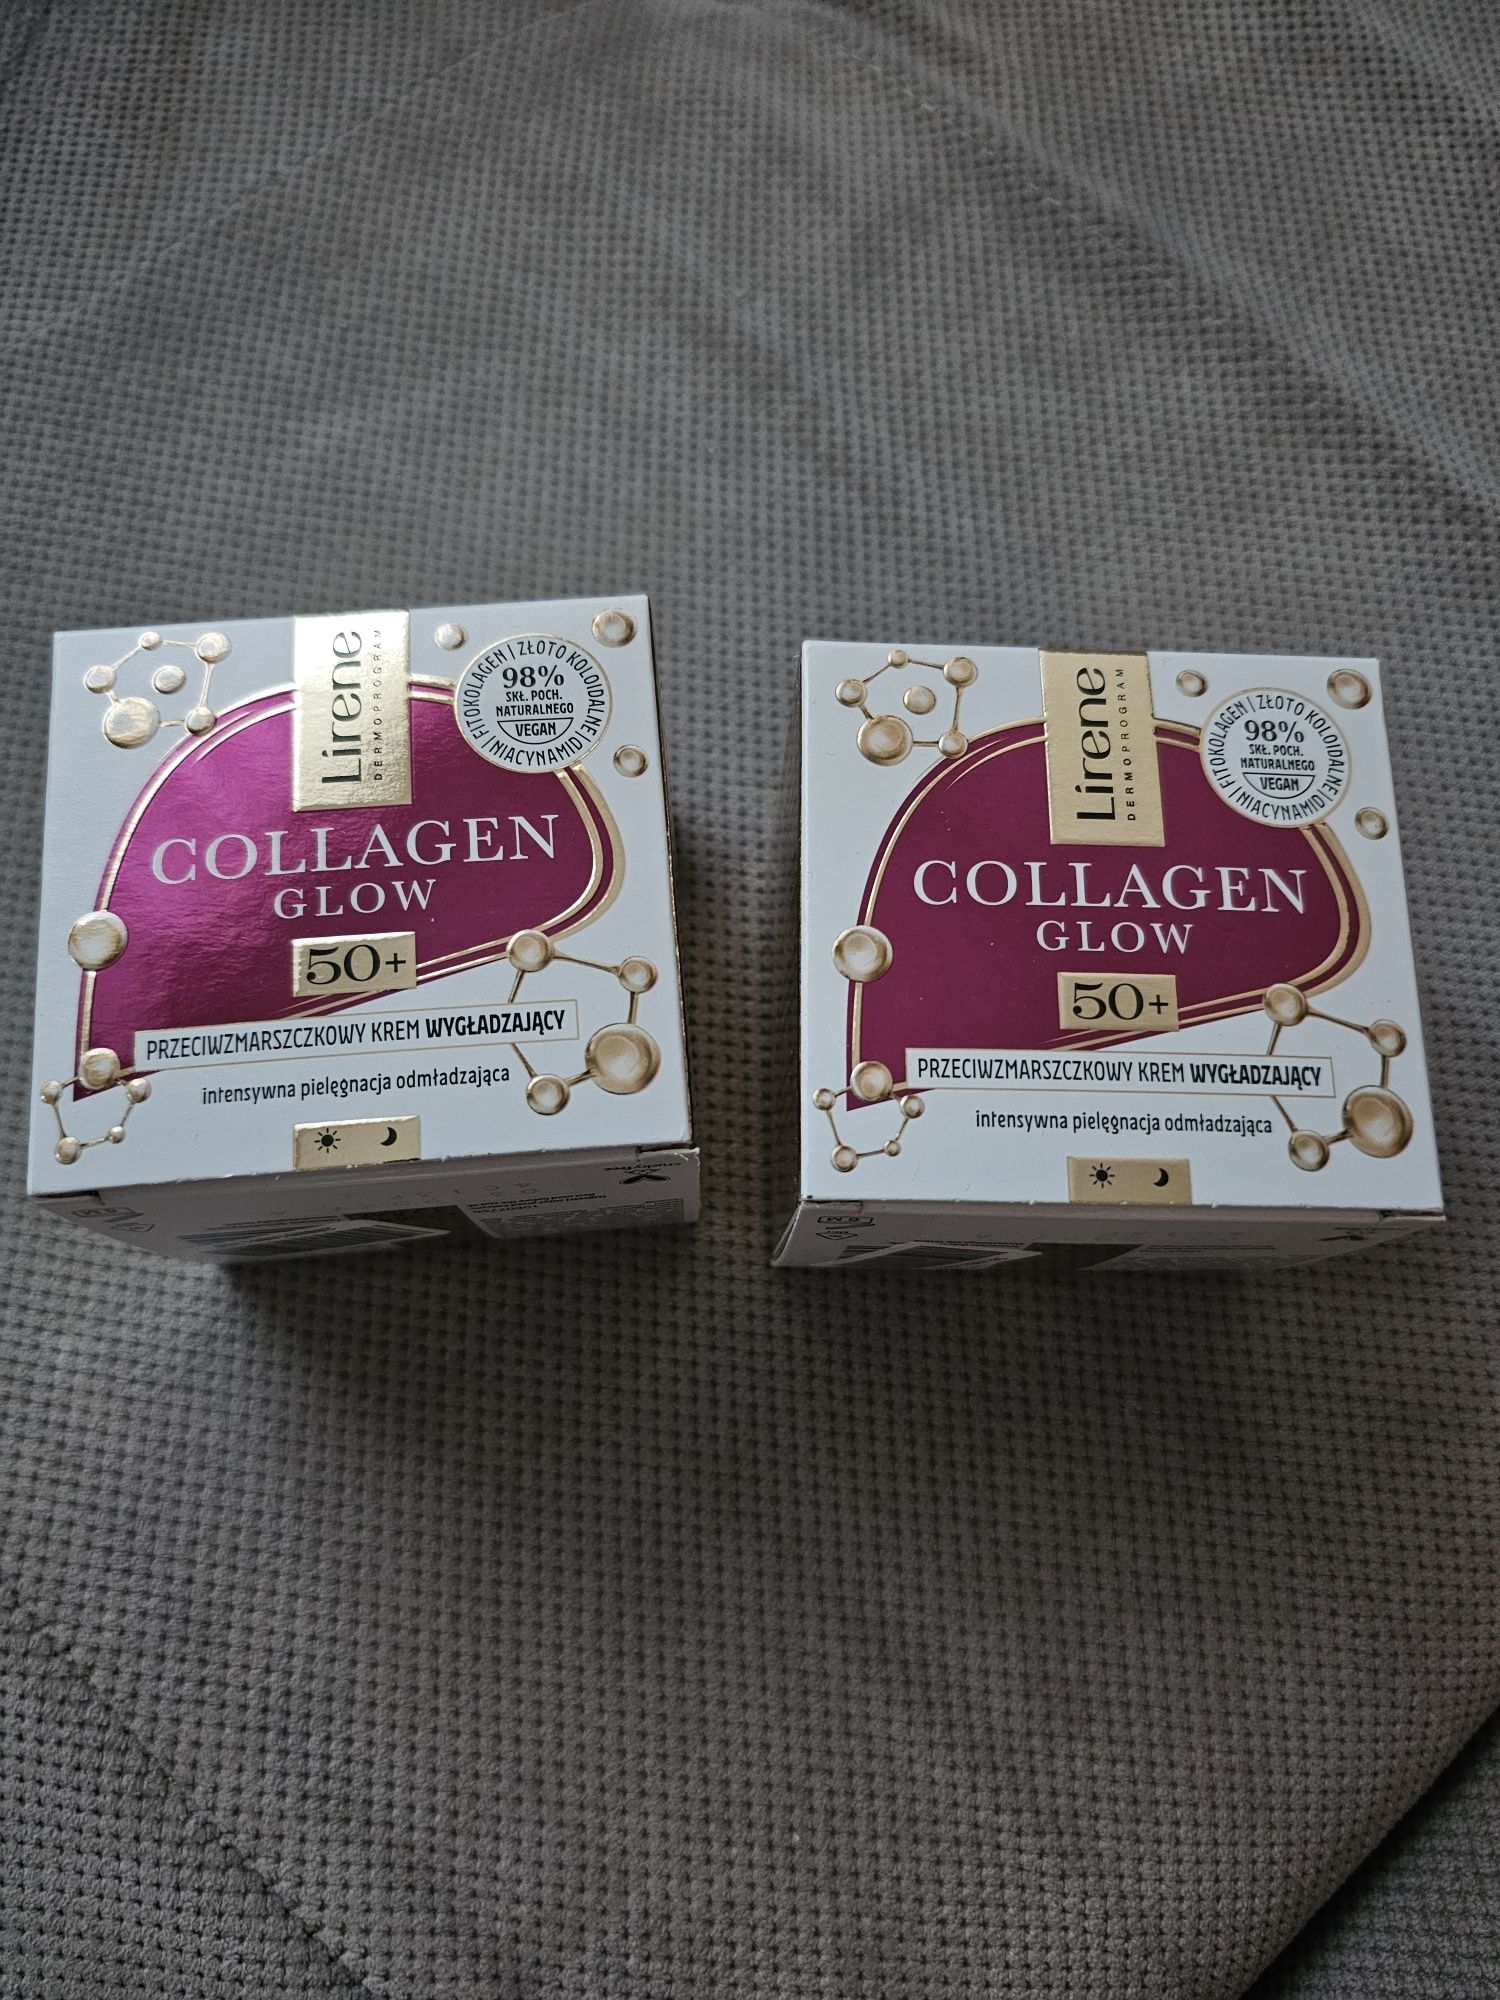 Lirene
DERMOPROGRAM
FITOKOLAGEN | ZŁOTO KOLOIDALNE | NIACYNAMID |
98%
SKŁ. POCH.
NATURALNEGO
VEGAN
COLLAGEN
GLOW
50+
PRZECIWZMARSZCZKOWY KREM WYGŁADZAJĄCY
intensywna pielęgnacja odmładzająca
Lirene
DERMOPROGRAM
FITOKOLAGEN | ZŁOTO KOLOIDALNE | NIACYNAMID |
98%
SKŁ. POCH.
NATURALNEGO
VEGAN
COLLAGEN
GLOW
50+
PRZECIWZMARSZCZKOWY KREM WYGŁADZAJĄCY
intensywna pielęgnacja odmładzająca